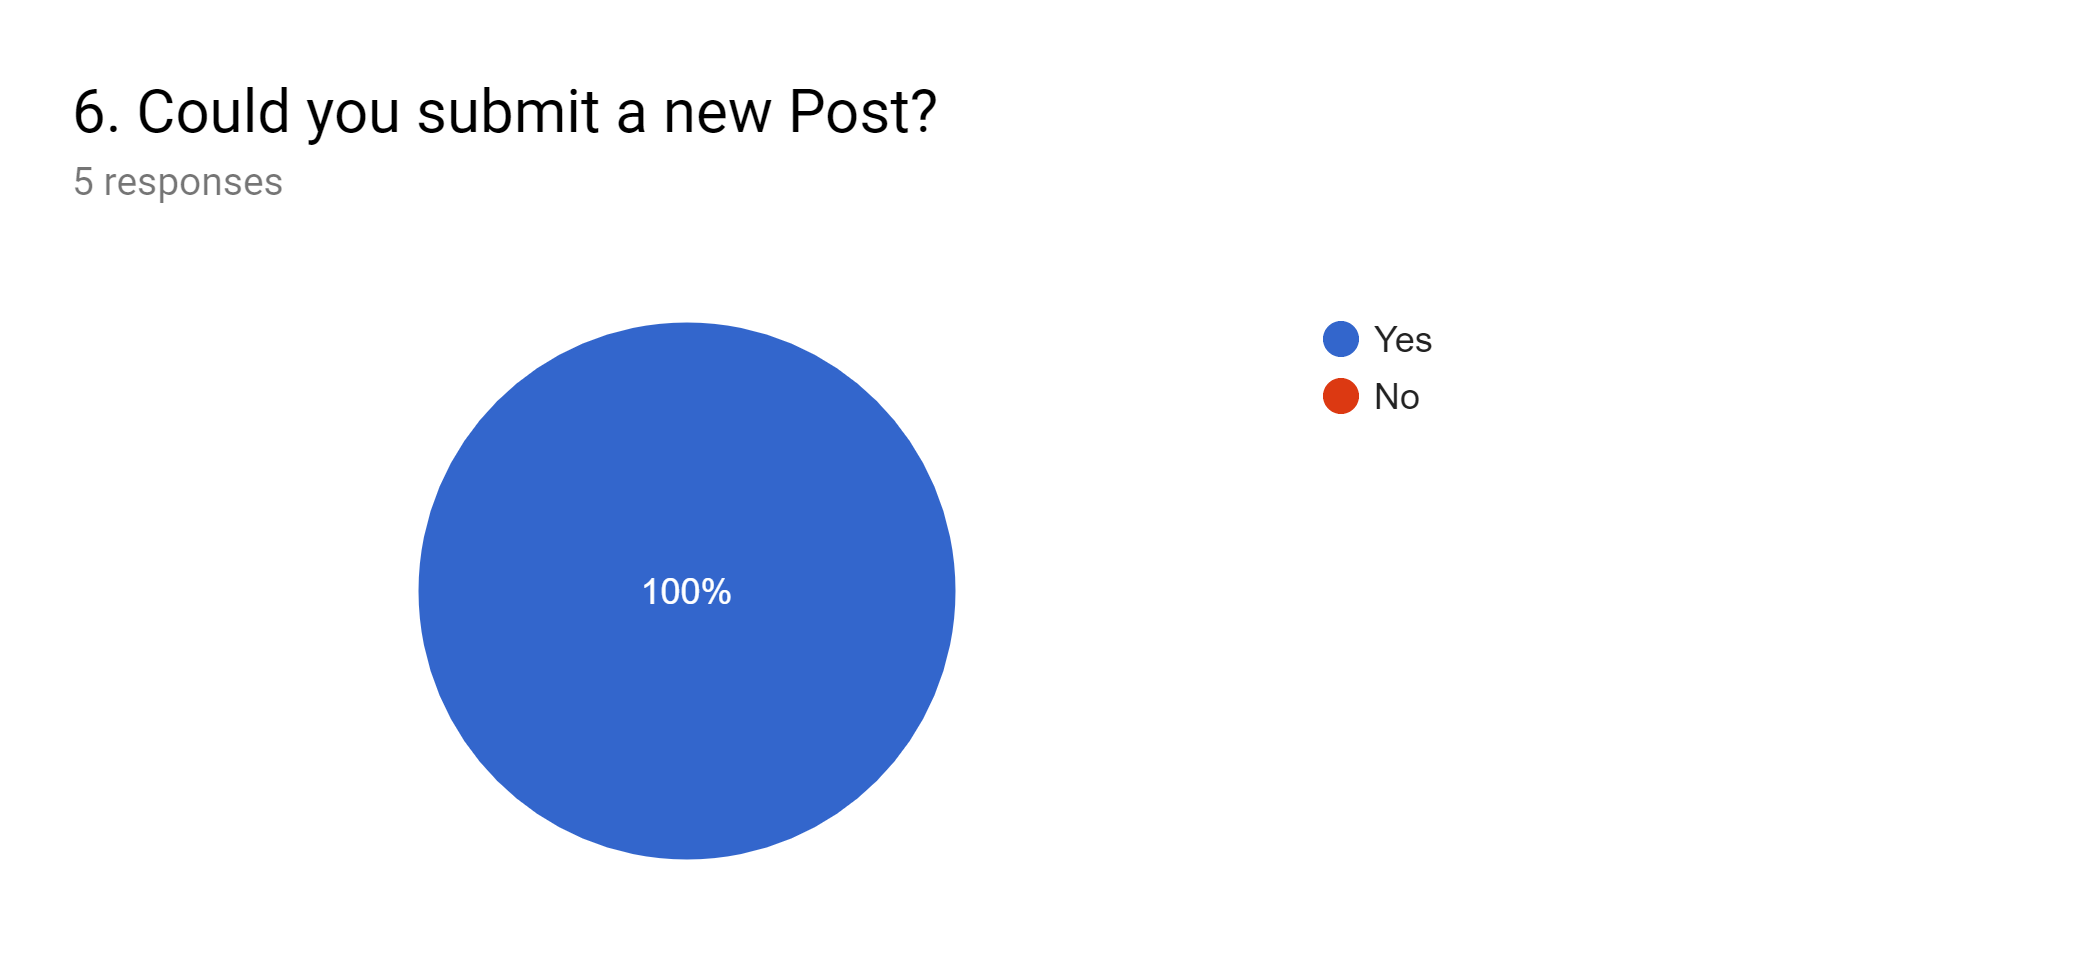 6. Could you submit a new Post?
5 responses
100%
Yes
No